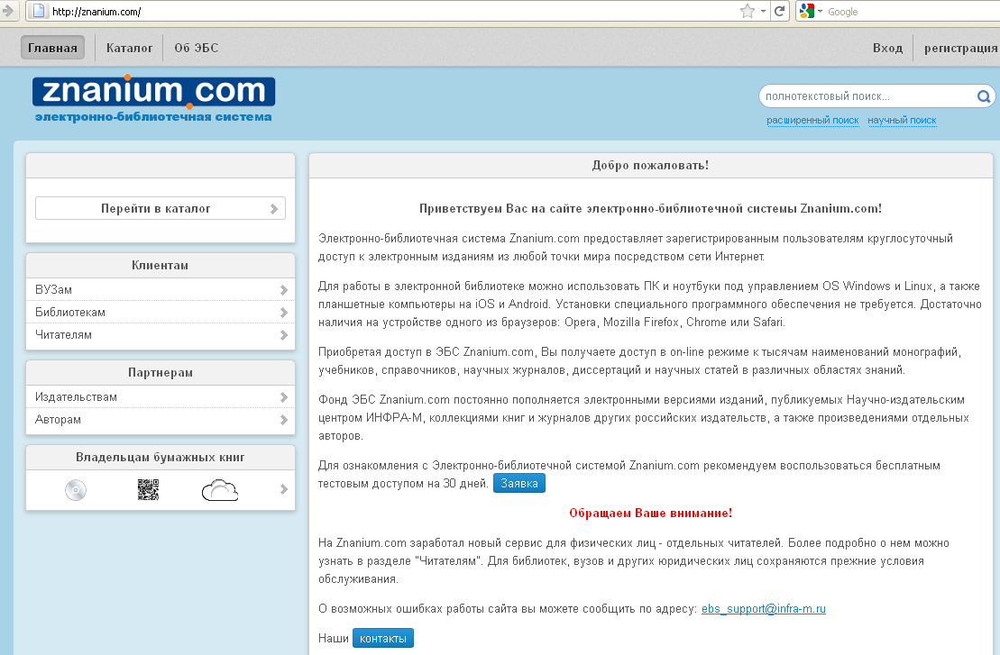 http://znanium.com/
Google
Главная
Каталог
Об ЭБС
Вход
регистрация
znanium.com
электронно-библиотечная система
полнотекстовый поиск...
расширенный поиск
научный поиск
Перейти в каталог
Клиентам
ВУЗам
Библиотекам
Читателям
Партнерам
Издательствам
Авторам
Владельцам бумажных книг
Добро пожаловать!
Приветствуем Вас на сайте электронно-библиотечной системы Znanium.com!
Электронно-библиотечная система Znanium.com предоставляет зарегистрированным пользователям круглосуточный
доступ к электронным изданиям из любой точки мира посредством сети Интернет.
Для работы в электронной библиотеке можно использовать ПК и ноутбуки под управлением OS Windows и Linux, а также
планшетные компьютеры на iOS и Android. Установки специального программного обеспечения не требуется. Достаточно
наличия на устройстве одного из браузеров: Opera, Mozilla Firefox, Chrome или Safari.
Приобретая доступ в ЭБС Znanium.com, Вы получаете доступ в on-line режиме к тысячам наименований монографий,
учебников, справочников, научных журналов, диссертаций и научных статей в различных областях знаний.
Фонд ЭБС Znanium.com постоянно пополняется электронными версиями изданий, публикуемых Научно-издательским
центром ИНФРА-М, коллекциями книг и журналов других российских издательств, а также произведениями отдельных
авторов.
Для ознакомления с Электронно-библиотечной системой Znanium.com рекомендуем воспользоваться бесплатным
тестовым доступом на 30 дней. Заявка
Обращаем Ваше внимание!
На Znanium.com заработал новый сервис для физических лиц - отдельных читателей. Более подробно о нем можно
узнать в разделе "Читателям". Для библиотек, вузов и других юридических лиц сохраняются прежние условия
обслуживания.
О возможных ошибках работы сайта вы можете сообщить по адресу: ebs_support@infra-m.ru
Наши контакты